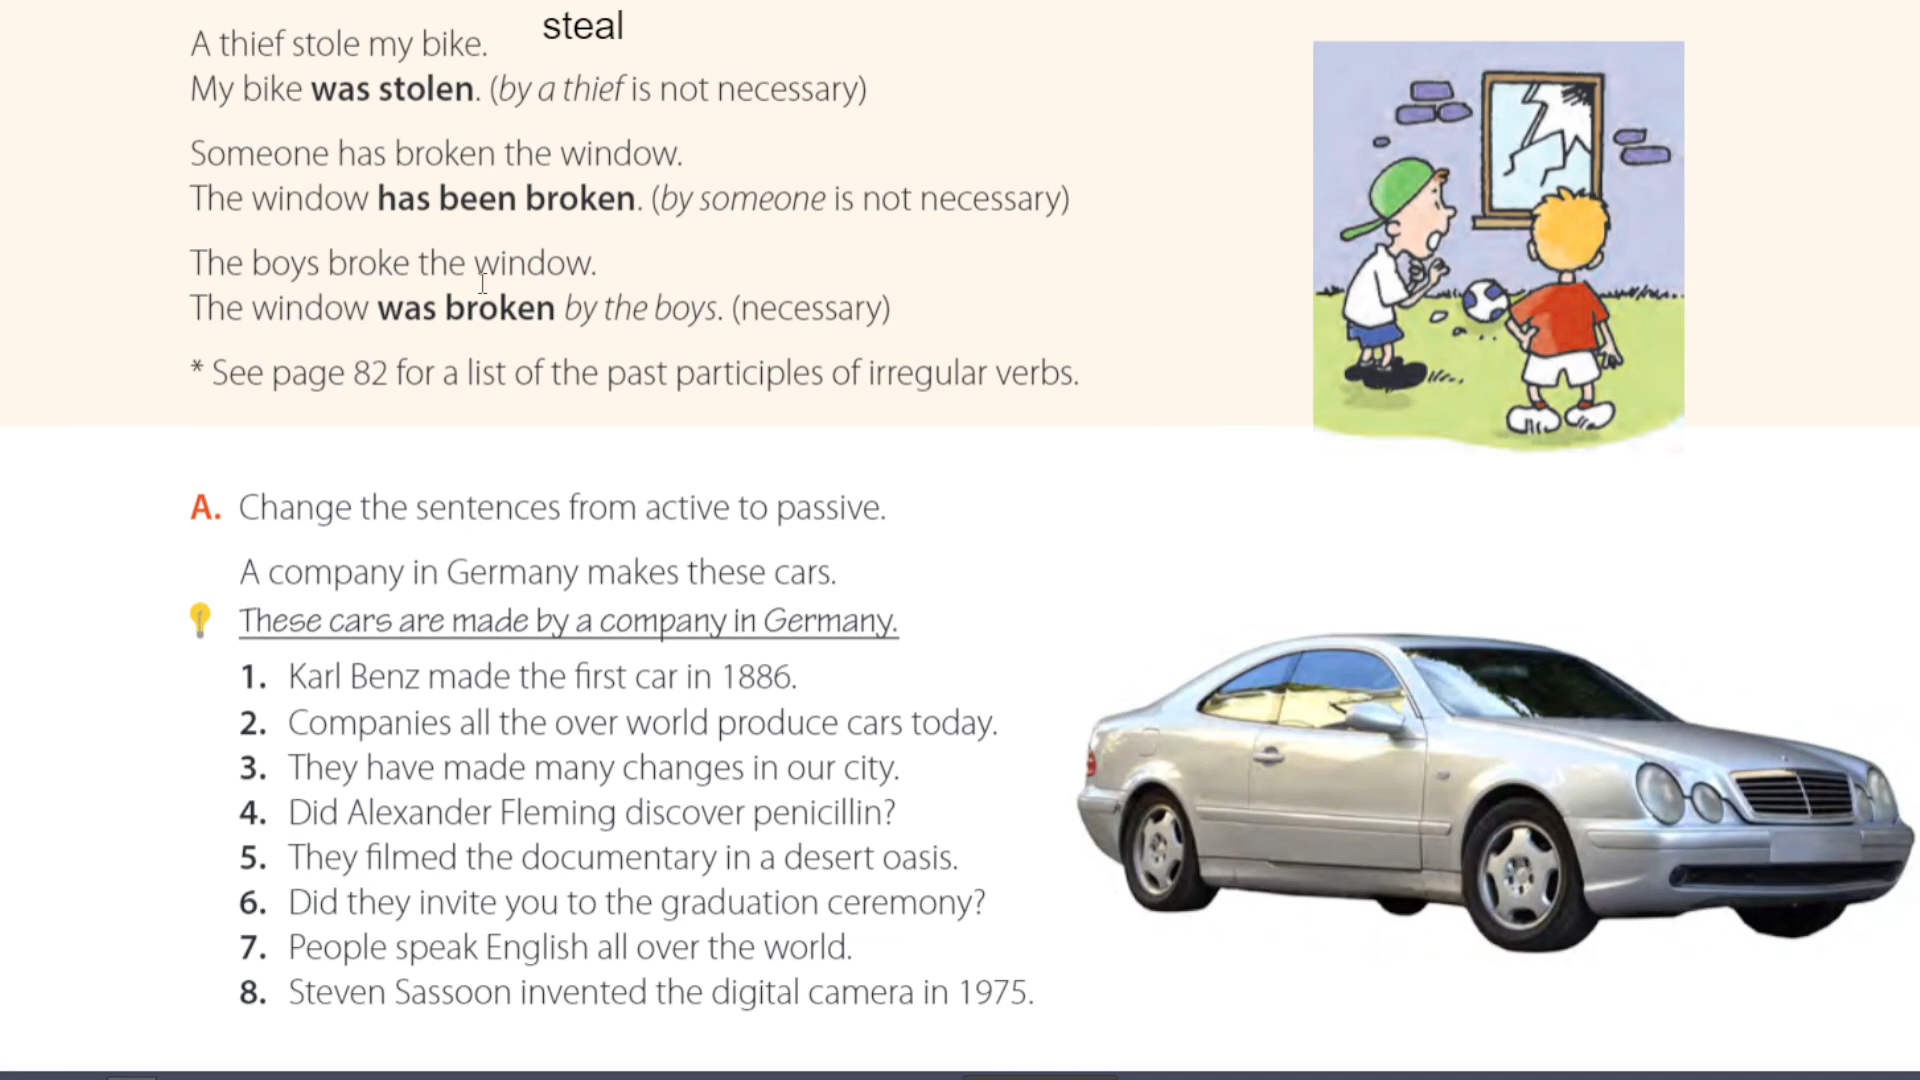 steal
A thief stole my bike.
My bike was stolen. (by a thief is not necessary)
Someone has broken the window.
The window has been broken. (by someone is not necessary)
The boys broke the window.
The window was broken by the boys. (necessary)
* See page 82 for a list of the past participles of irregular verbs.
A. Change the sentences from active to passive.
A company in Germany makes these cars.
These cars are made by a company in Germany.
1. Karl Benz made the first car in 1886.
2. Companies all the over world produce cars today.
3. They have made many changes in our city.
4. Did Alexander Fleming discover penicillin?
5. They filmed the documentary in a desert oasis.
6. Did they invite you to the graduation ceremony?
7. People speak English all over the world.
8. Steven Sassoon invented the digital camera in 1975.